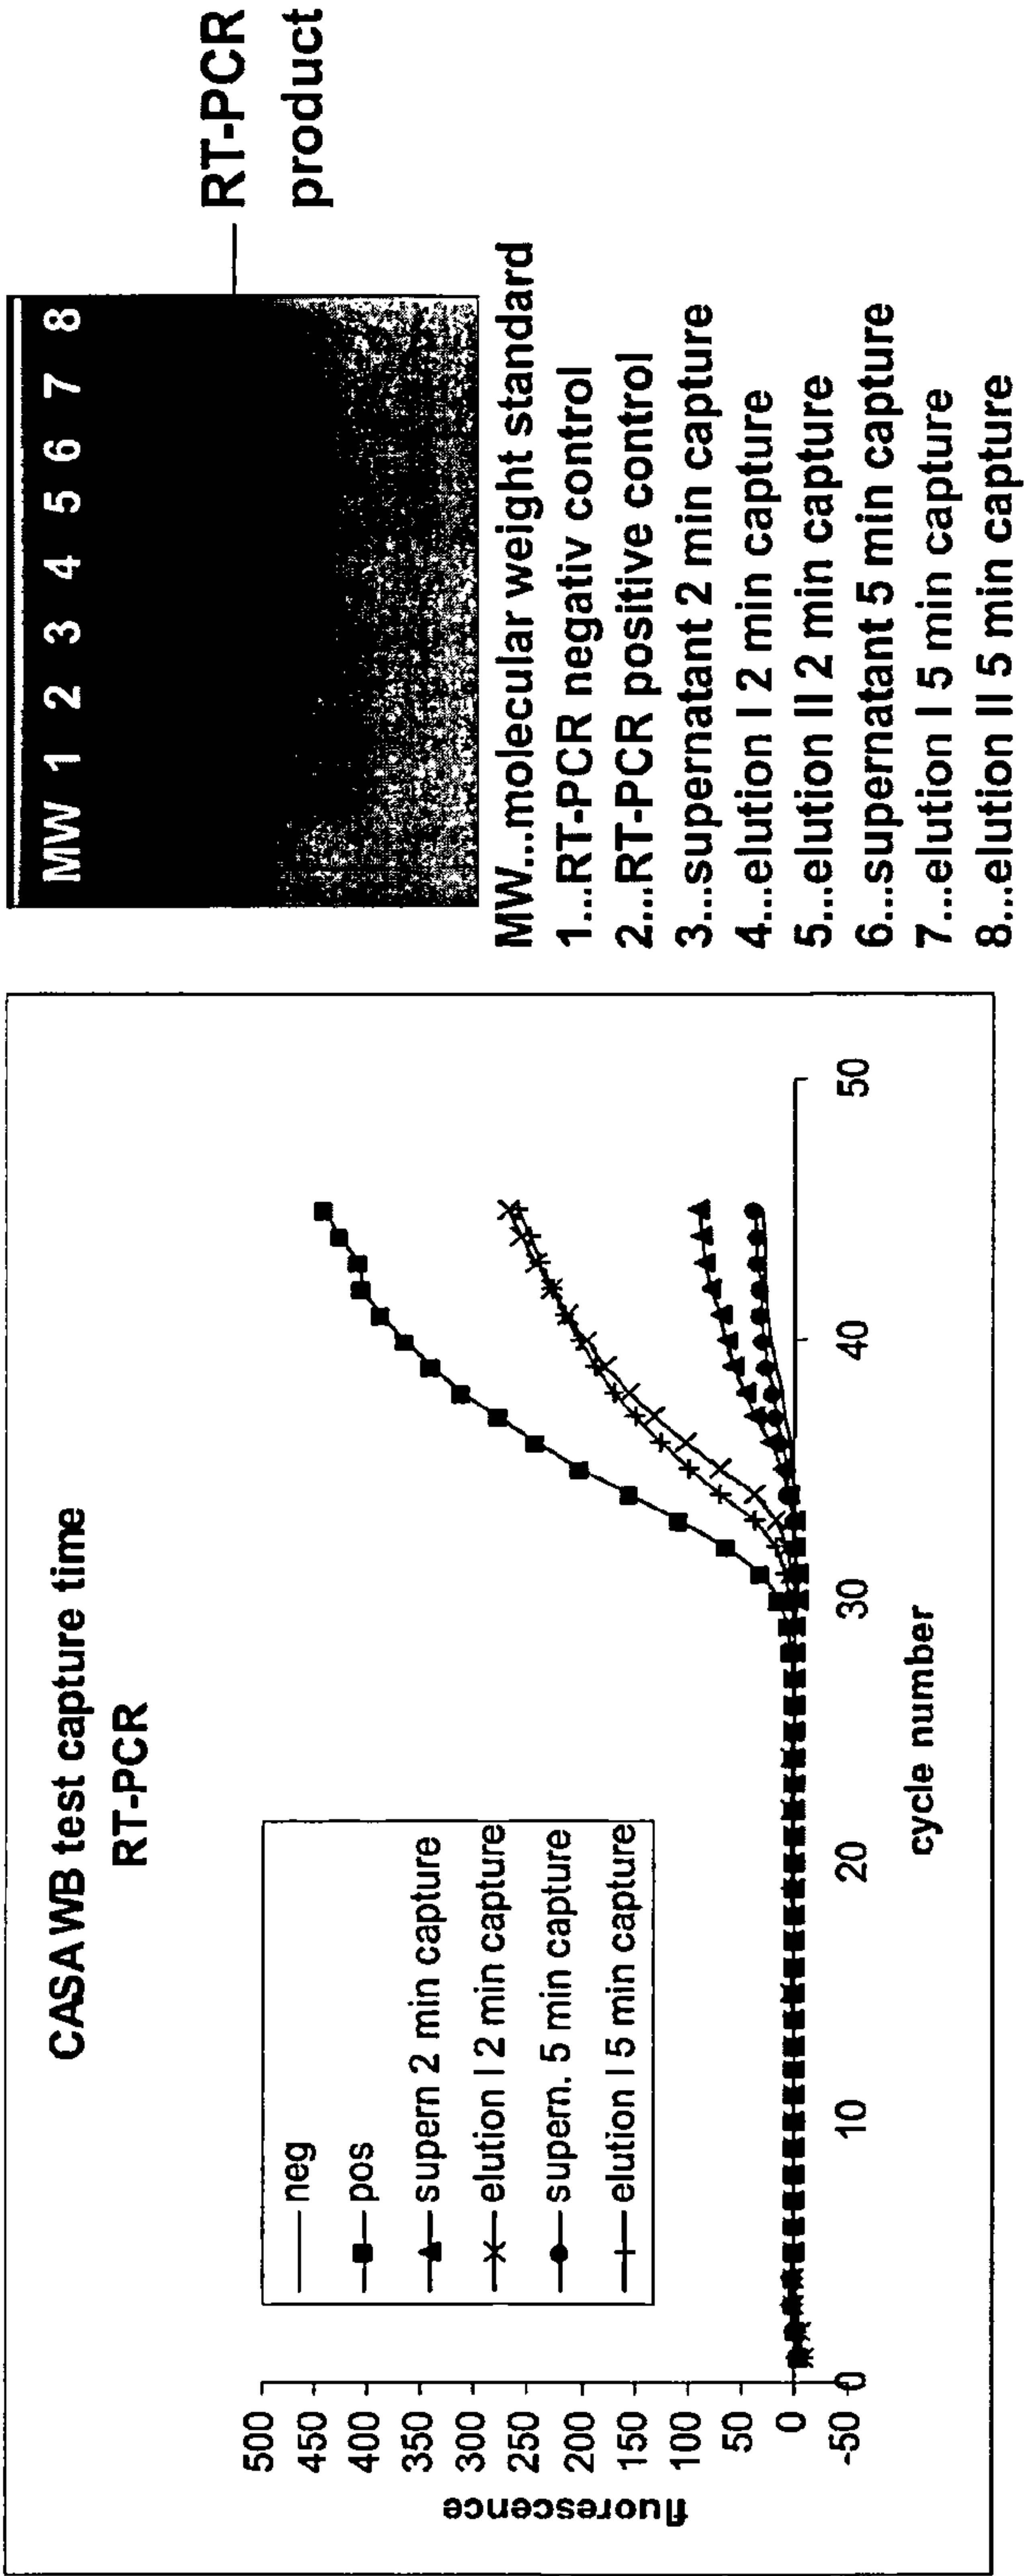 CASAWB test capture time
RT-PCR
fluorescence
500
450
400
350
300
250
200
150
100
50
0
-50
neg
pos
supern 2 min capture
elution I 2 min capture
supern. 5 min capture
elution I 5 min capture
0 10 20 30 40 50
cycle number
MW 1 2 3 4 5 6 7 8
RT-PCR
product
MW...molecular weight standard
1...RT-PCR negativ control
2...RT-PCR positive control
3...supernatant 2 min capture
4...elution I 2 min capture
5...elution II 2 min capture
6...supernatant 5 min capture
7...elution I 5 min capture
8...elution II 5 min capture